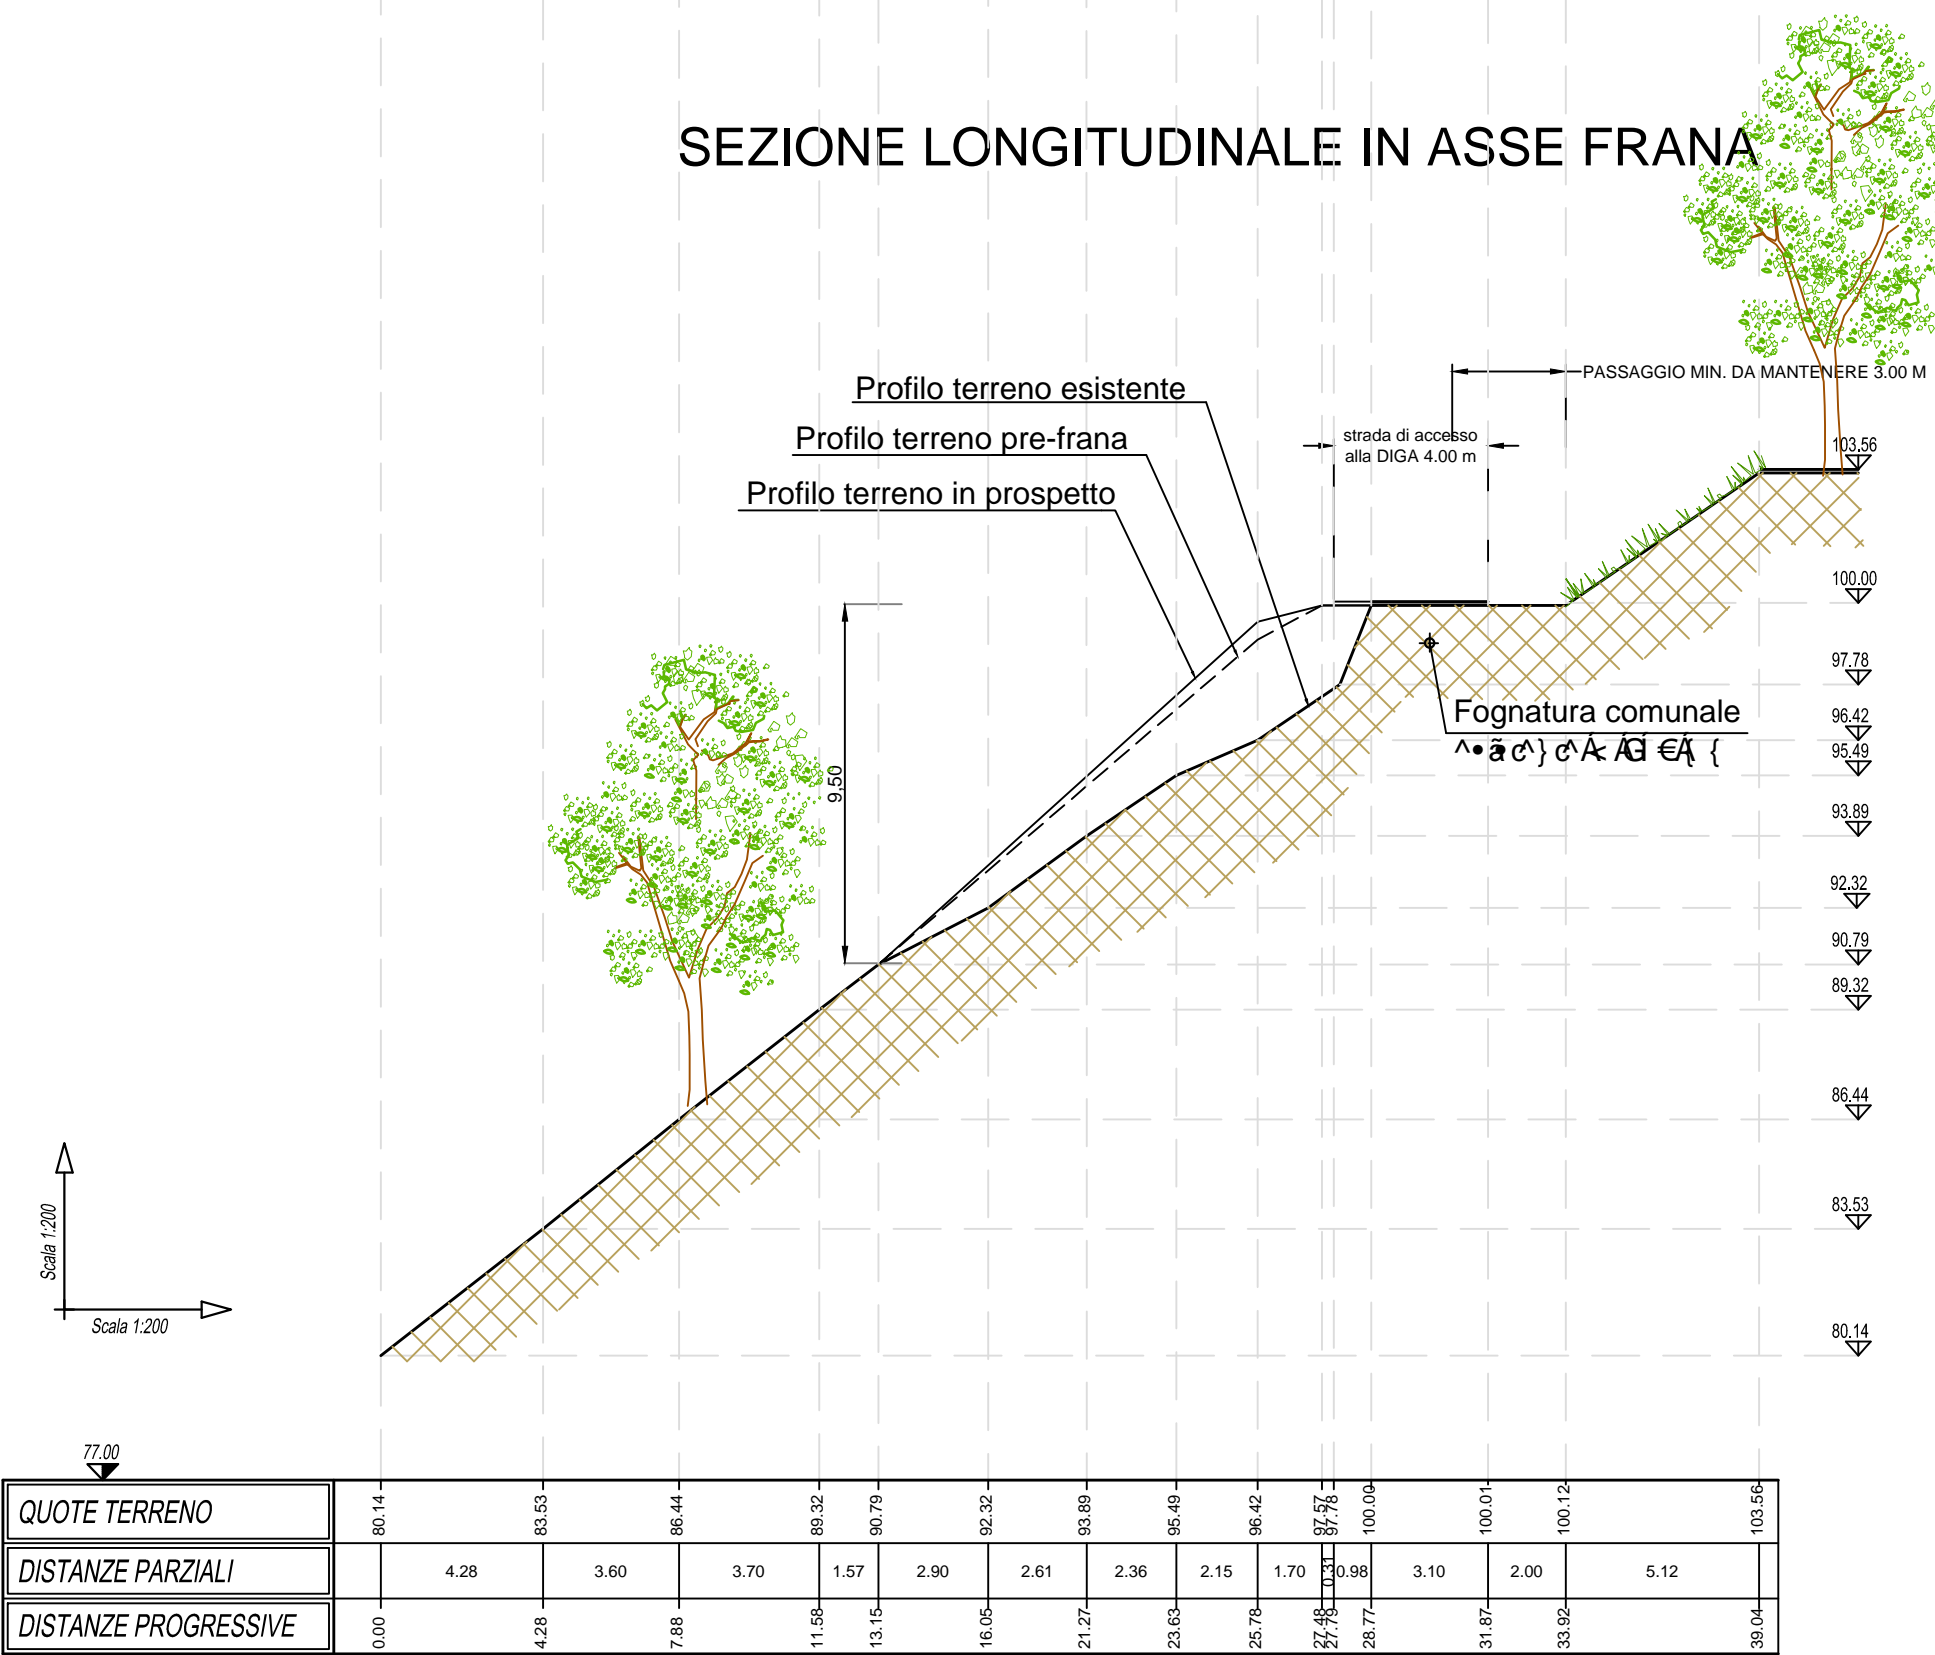 SEZIONE LONGITUDINALE IN ASSE FRANA
PASSAGGIO MIN. DA MANTENERE 3.00 M
Profilo terreno esistente
Profilo terreno pre-frana
Profilo terreno in prospetto
strada di accesso
alla DIGA 4.00 m
103.56
100.00
97.78
96.42
95.49
93.89
92.32
90.79
89.32
86.44
83.53
80.14
Fognatura comunale
9,50
Scala 1:200
Scala 1:200
77.00
QUOTE TERRENO 80.14 83.53 86.44 89.32 90.79 92.32 93.89 95.49 96.42 97.57 97.78 100.00 100.01 100.12 103.56
DISTANZE PARZIALI 4.28 3.60 3.70 1.57 2.90 2.61 2.36 2.15 1.70 0.31 0.98 3.10 2.00 5.12
DISTANZE PROGRESSIVE 0.000 4.28 7.88 11.58 13.15 16.05 21.27 23.63 25.78 27.48 27.79 28.77 31.87 33.92 39.04